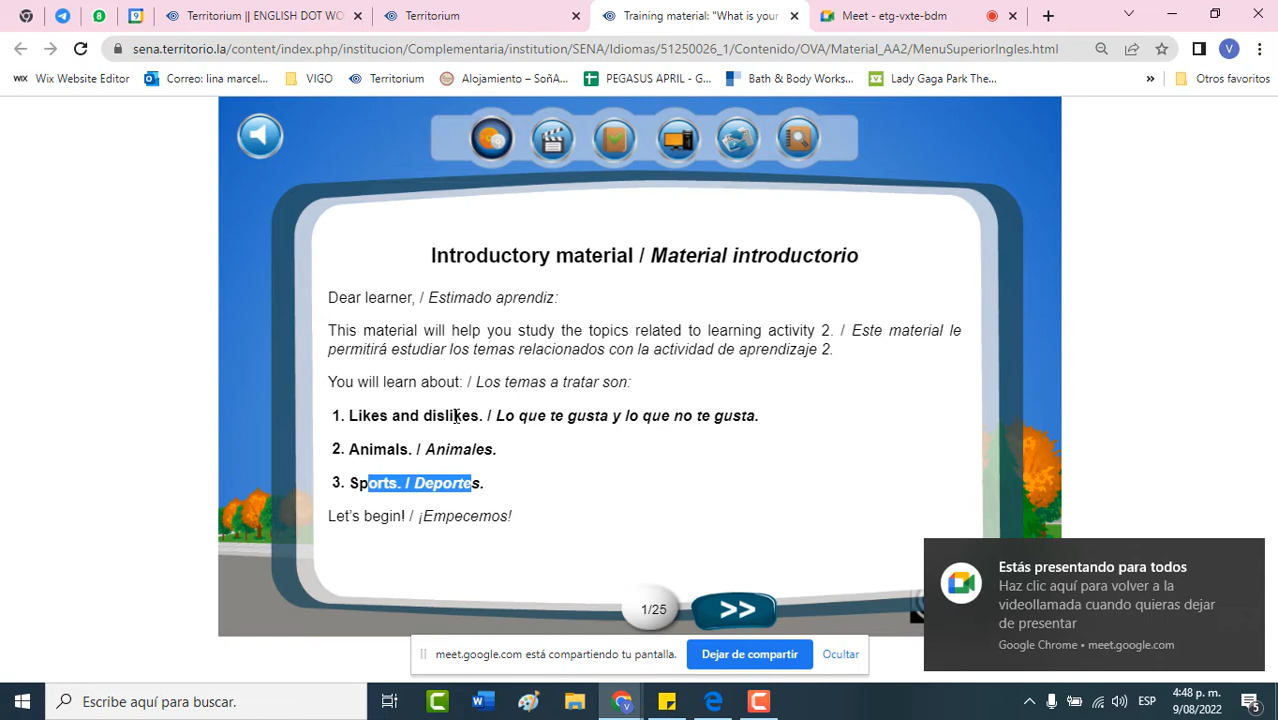 Territorium || ENGLISH DOT WO
Territorium
Training material: "What is your
Meet - etg-vxte-bdm
sena.territorio.la/content/index.php/institucion/Complementaria/institution/SENA/Idiomas/51250026_1/Contenido/OVA/Material_AA2/MenuSuperiorIngles.html
V
WIX Wix Website Editor
Correo: lina marcel...
VIGO
Territorium
Alojamiento – SoñA...
PEGASUS APRIL - G...
Bath & Body Works...
Lady Gaga Park The...
»
Otros favoritos
Introductory material / Material introductorio
Dear learner, / Estimado aprendiz:
This material will help you study the topics related to learning activity 2. / Este material le
permitirá estudiar los temas relacionados con la actividad de aprendizaje 2.
You will learn about: / Los temas a tratar son:
1. Likes and dislikes. / Lo que te gusta y lo que no te gusta.
2. Animals. / Animales.
3. Sports. / Deportes.
Let's begin! / ¡Empecemos!
1/25
>>
Estás presentando para todos
Haz clic aquí para volver a la
videollamada cuando quieras dejar
de presentar
Google Chrome • meet.google.com
meet.google.com está compartiendo tu pantalla.
Dejar de compartir
Ocultar
Escribe aquí para buscar.
ESP
4:48 p. m.
9/08/2022
5